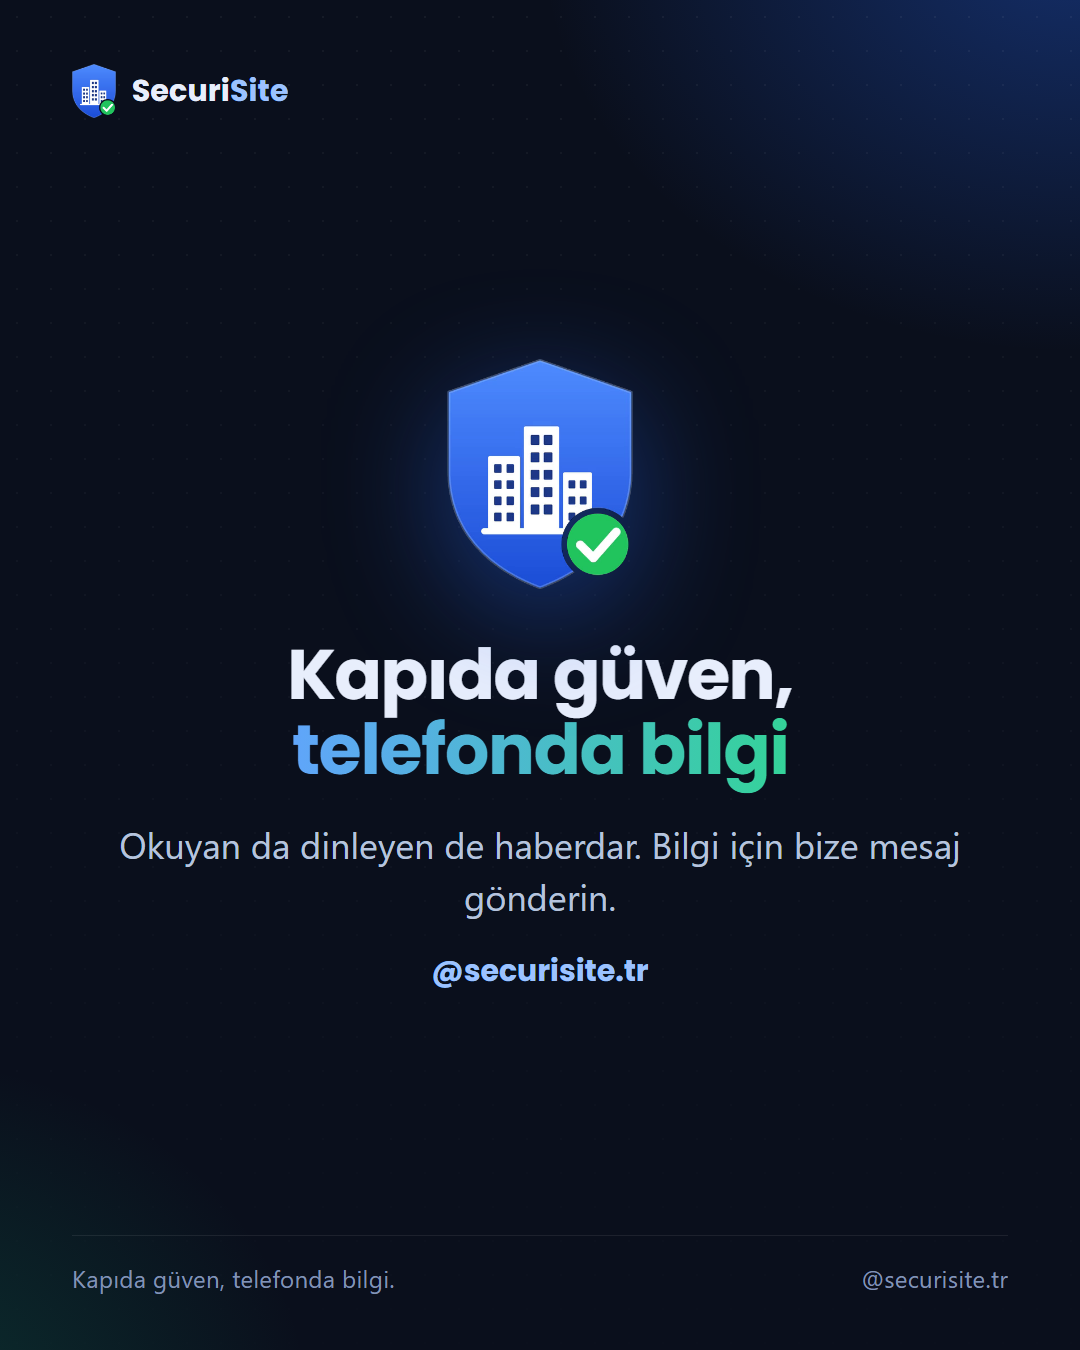 SecuriSite
Kapıda güven,
telefonda bilgi
Okuyan da dinleyen de haberdar. Bilgi için bize mesaj
gönderin.
@securisite.tr
Kapıda güven, telefonda bilgi.
@securisite.tr